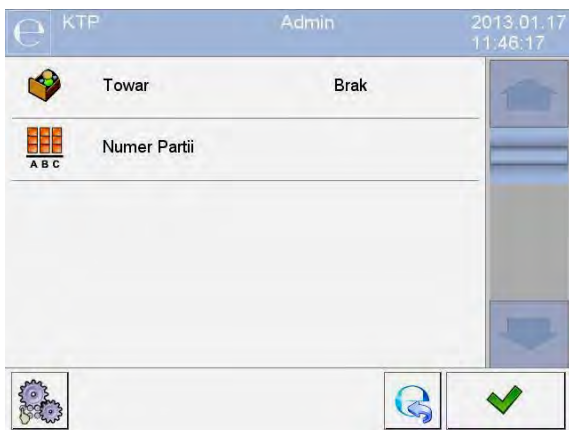 e KTP Admin 2013.01.17
11:46:17
Towar Brak
Numer Partii
A B C